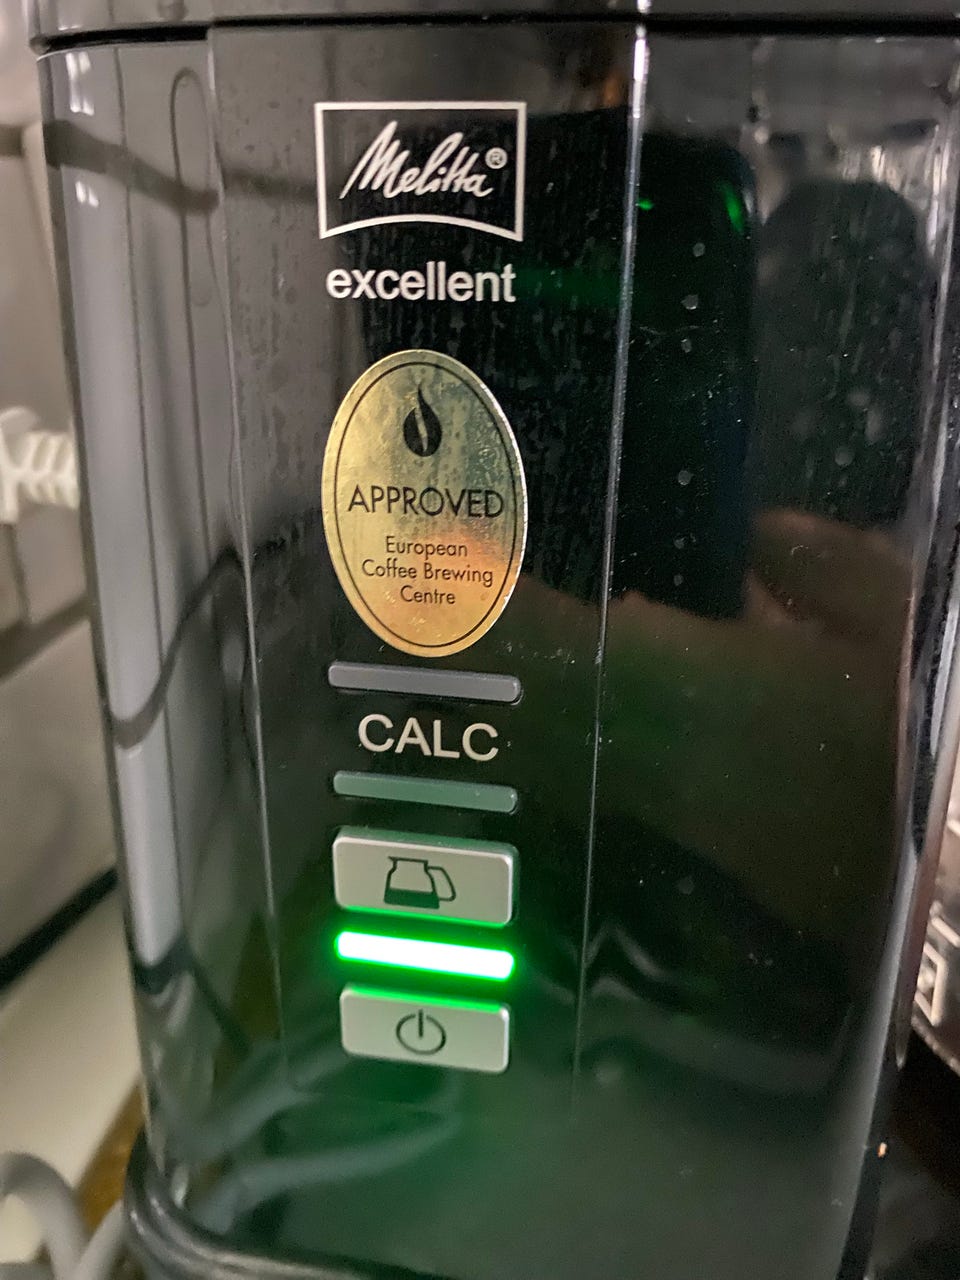 Melitta®
excellent
APPROVED
European
Coffee Brewing
Centre
CALC